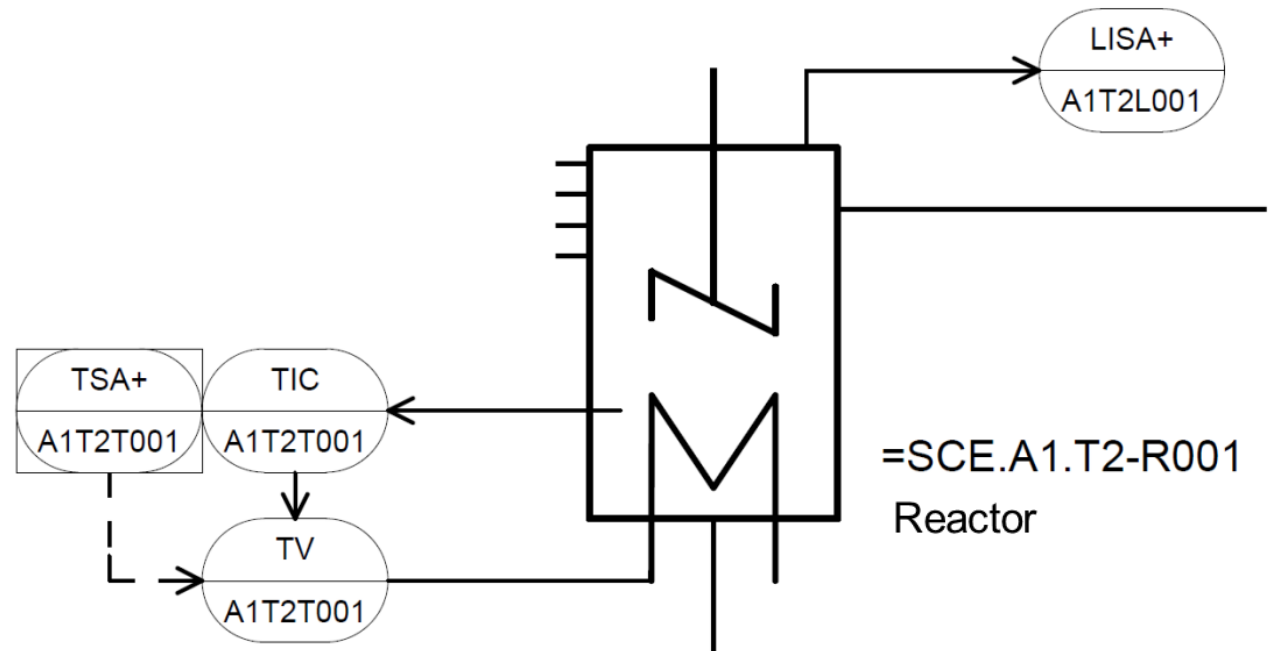 LISA+
A1T2L001
TSA+
A1T2T001
TIC
A1T2T001
TV
A1T2T001
=SCE.A1.T2-R001
Reactor